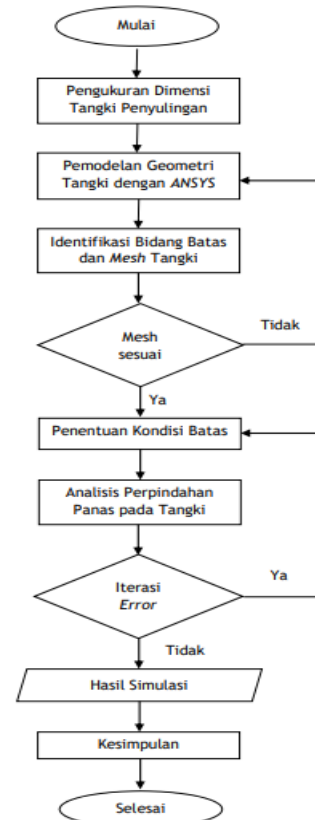 Mulai
Pengukuran Dimensi
Tangki Penyulingan
Pemodelan Geometri
Tangki dengan ANSYS
Identifikasi Bidang Batas
dan Mesh Tangki
Mesh
sesuai
Tidak
Ya
Penentuan Kondisi Batas
Analisis Perpindahan
Panas pada Tangki
Iterasi
Error
Ya
Tidak
Hasil Simulasi
Kesimpulan
Selesai